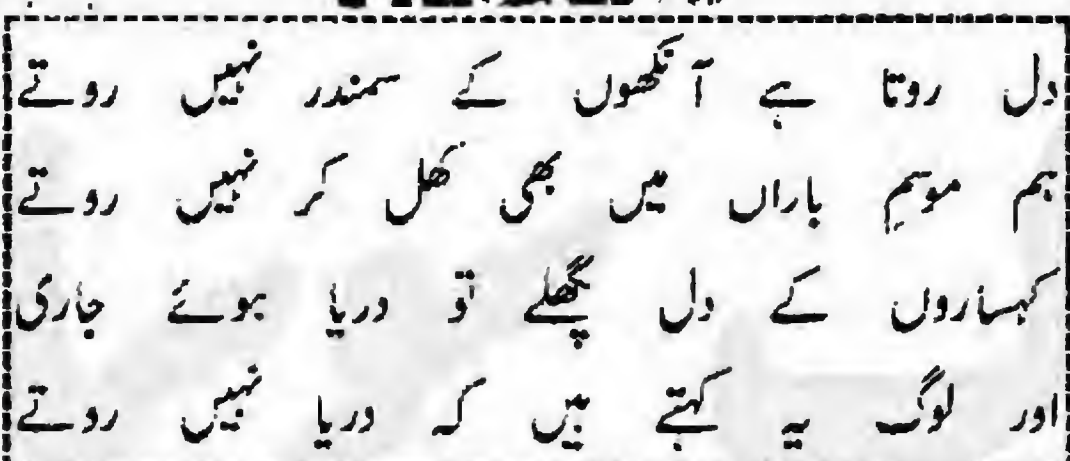 دل روتا ہے آنکھوں کے سمندر نہیں روتے
ہم موسمِ باراں میں بھی کھل کر نہیں روتے
کہساروں کے دل پگھلے تو دریا ہوئے جاری
اور لوگ یہ کہتے ہیں کہ دریا نہیں روتے